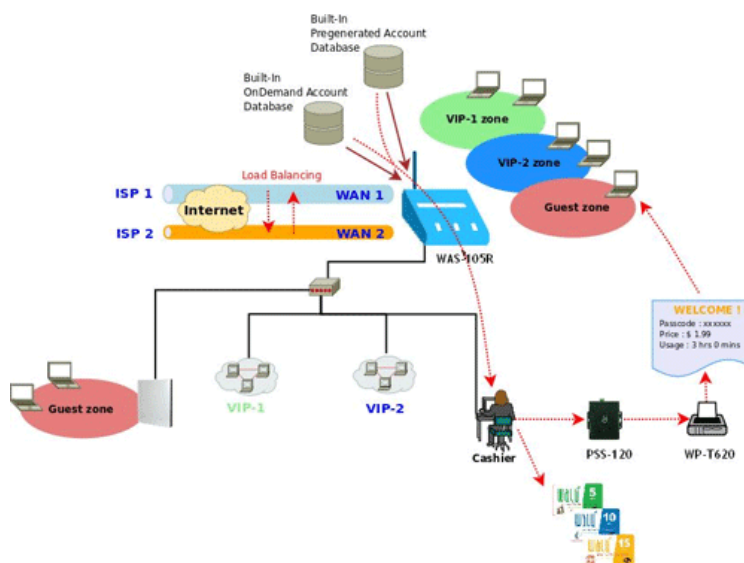 Built-In
Pregenerated Account
Database
Built-In
OnDemand Account
Database
VIP-1 zone
VIP-2 zone
Guest zone
Load Balancing
ISP 1
WAN 1
Internet
ISP 2
WAN 2
WAS-105R
WELCOME !
Passcode : xxxxxx
Price : $ 1.99
Usage : 3 hrs 0 mins
Guest zone
VIP-1
VIP-2
Cashier
PSS-120
WP-T620
5
10
15